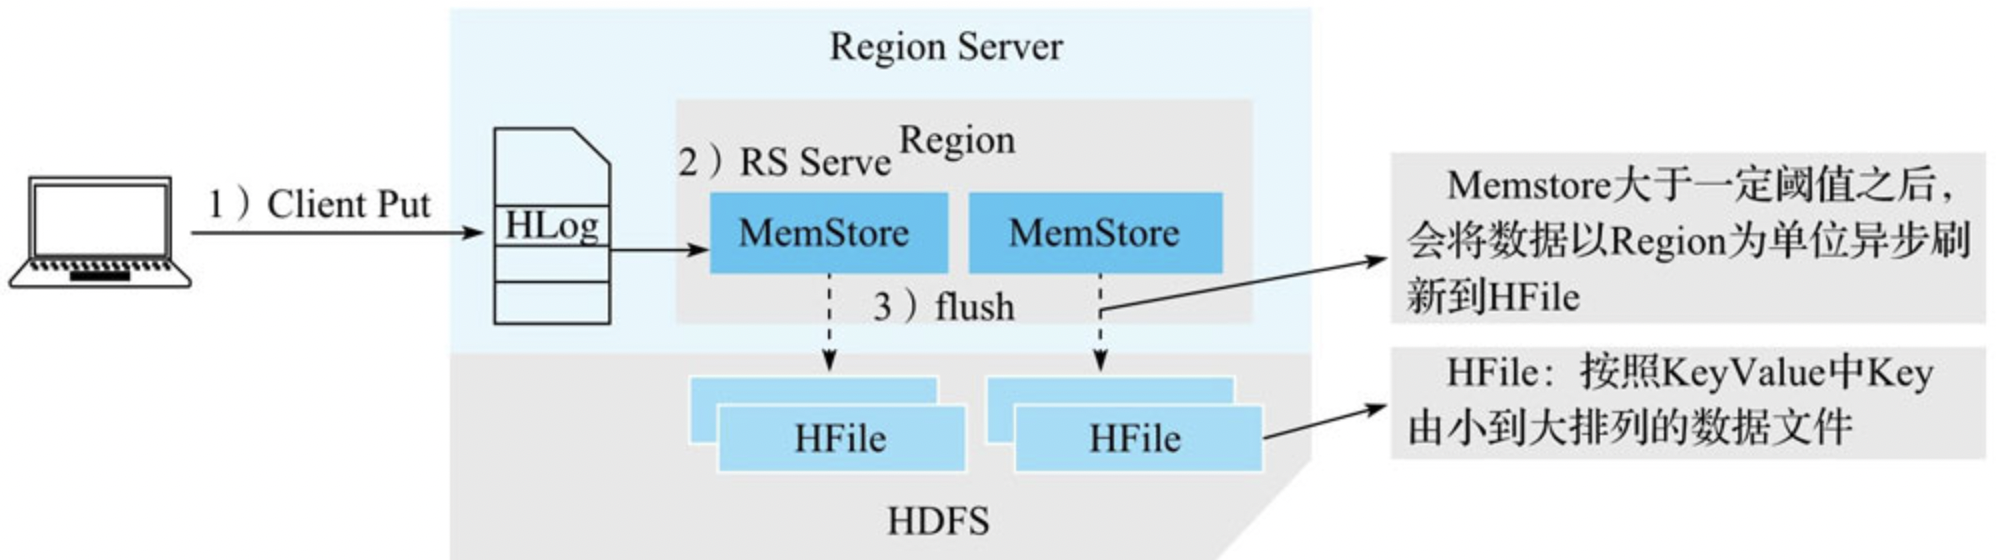 Region Server
Region
2）RS Serve
1）Client Put
HLog
MemStore
MemStore
3）flush
Memstore大于一定阈值之后，
会将数据以Region为单位异步刷
新到HFile
HFile
HFile
HFile：按照KeyValue中Key
由小到大排列的数据文件
HDFS